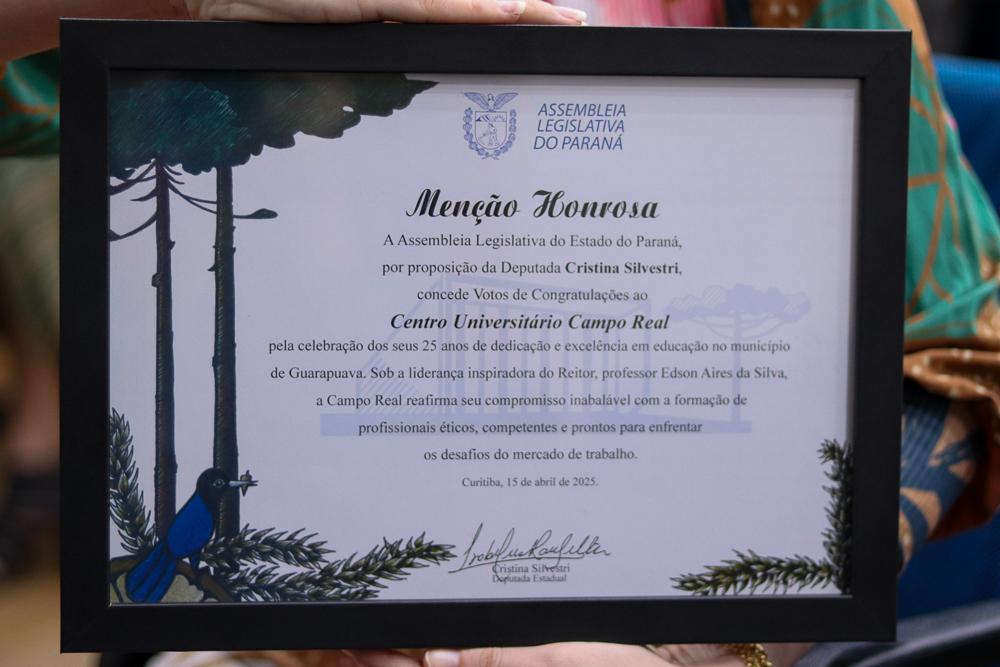 ASSEMBLEIA
LEGISLATIVA
DO PARANÁ
Menção Honrosa
A Assembleia Legislativa do Estado do Paraná,
por proposição da Deputada Cristina Silvestri,
concede Votos de Congratulações ao
Centro Universitário Campo Real
pela celebração dos seus 25 anos de dedicação e excelência em educação no município
de Guarapuava. Sob a liderança inspiradora do Reitor, professor Edson Aires da Silva,
a Campo Real reafirma seu compromisso inabalável com a formação de
profissionais éticos, competentes e prontos para enfrentar
os desafios do mercado de trabalho.
Curitiba, 15 de abril de 2025.
Cristina Silvestri
Deputada Estadual